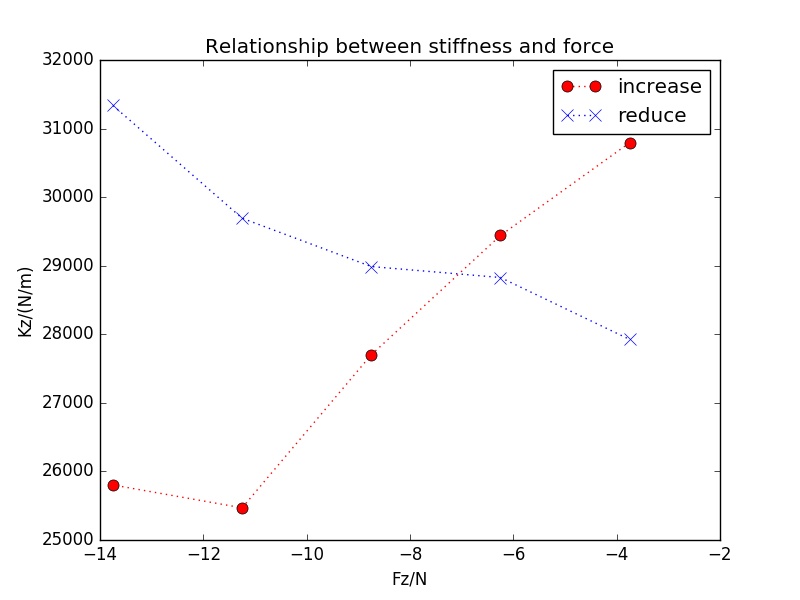 Relationship between stiffness and force
32000
31000
30000
29000
28000
27000
26000
25000
Kz/(N/m)
increase
reduce
−14 −12 −10 −8 −6 −4 −2
Fz/N